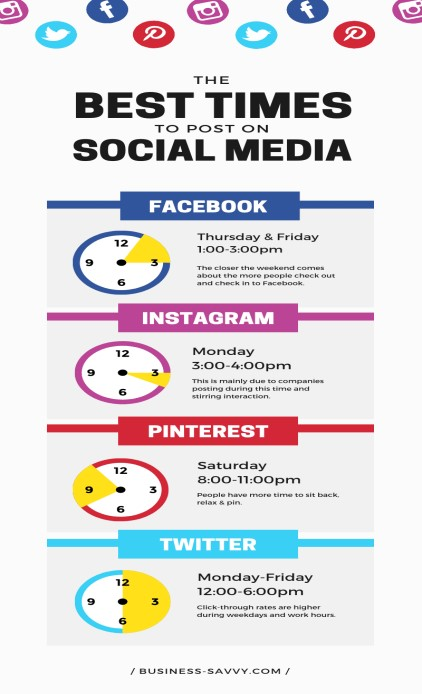 THE
BEST TIMES
TO POST ON
SOCIAL MEDIA
FACEBOOK
12
9
3
6
Thursday & Friday
1:00-3:00pm
The closer the weekend comes
about the more people check out
and check in to Facebook.
INSTAGRAM
12
9
3
6
Monday
3:00-4:00pm
This is mainly due to companies
posting during this time and
stirring interaction.
PINTEREST
12
9
3
6
Saturday
8:00-11:00pm
People have more time to sit back,
relax & pin.
TWITTER
12
9
3
6
Monday-Friday
12:00-6:00pm
Click-through rates are higher
during weekdays and work hours.
/ BUSINESS-SAVVY.COM /